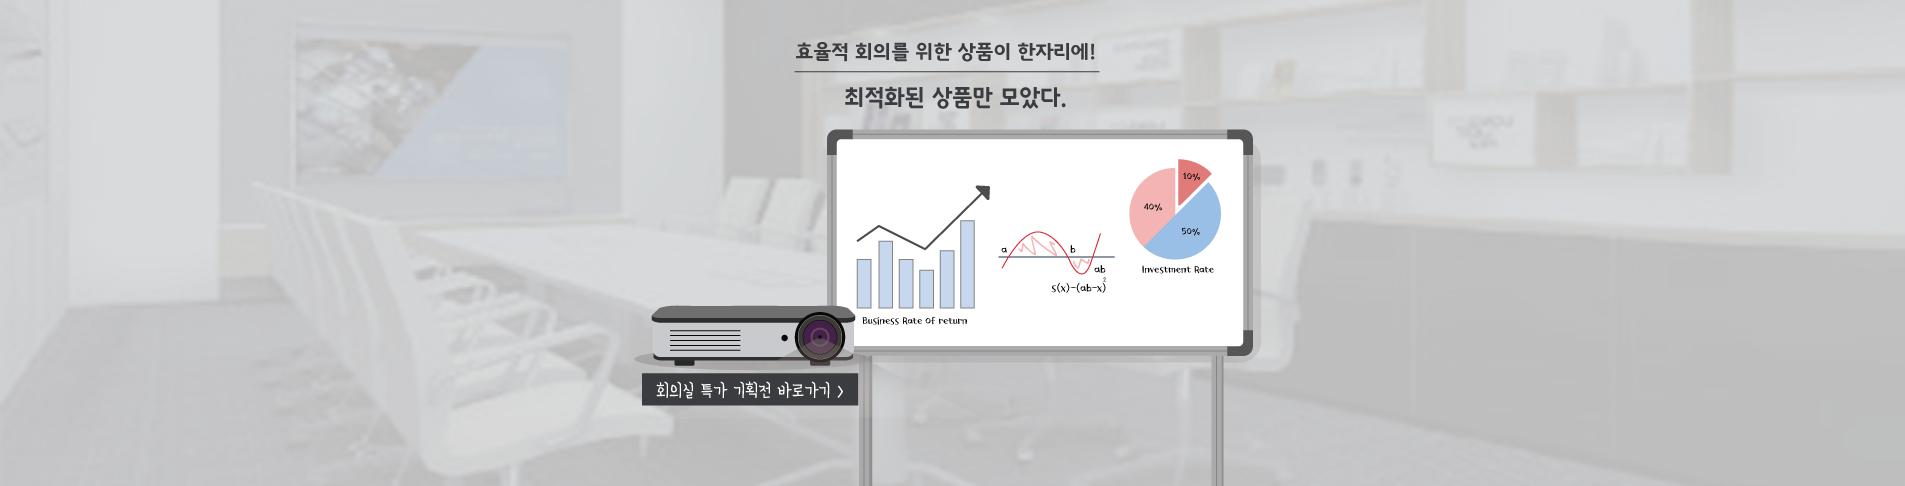 효율적 회의를 위한 상품이 한자리에!
최적화된 상품만 모았다.
10%
40%
50%
Investment Rate
a
b
ab
2
s(x)-(ab-x)
Business Rate of return
회의실 특가 기획전 바로가기 >